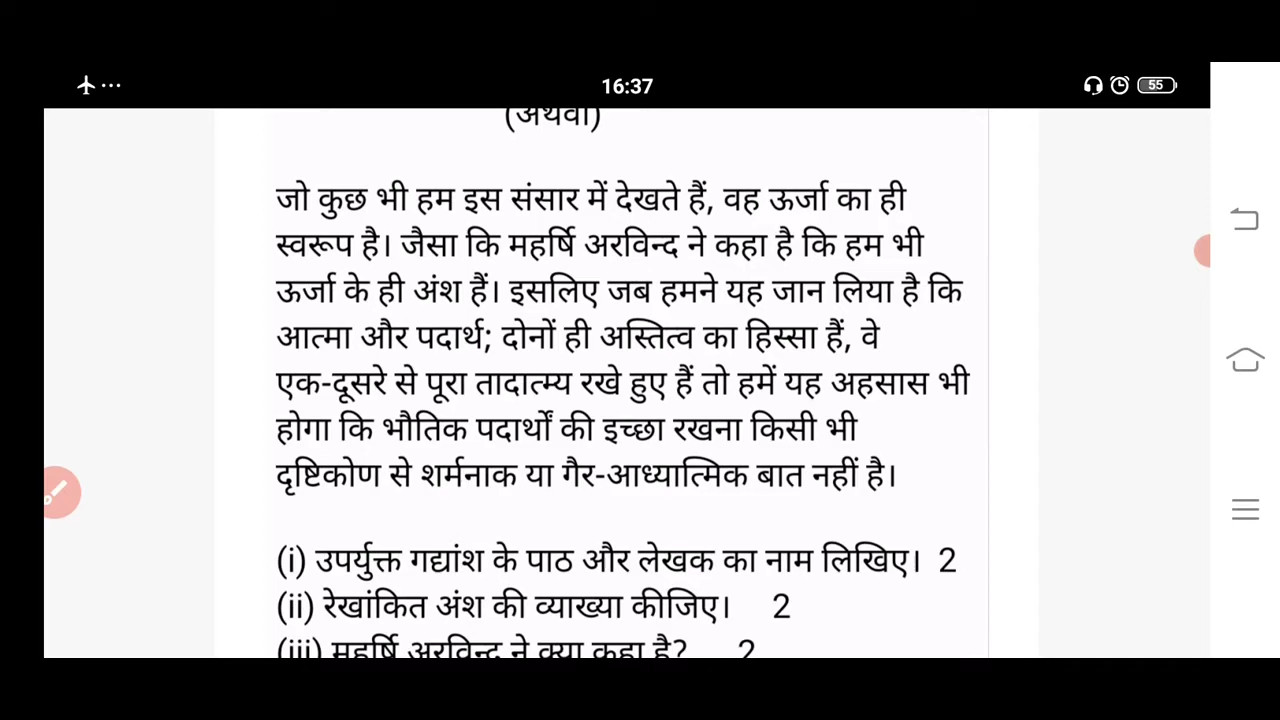 16:37
55
(अथवा)
जो कुछ भी हम इस संसार में देखते हैं, वह ऊर्जा का ही
स्वरूप है। जैसा कि महर्षि अरविन्द ने कहा है कि हम भी
ऊर्जा के ही अंश हैं। इसलिए जब हमने यह जान लिया है कि
आत्मा और पदार्थ; दोनों ही अस्तित्व का हिस्सा हैं, वे
एक-दूसरे से पूरा तादात्म्य रखे हुए हैं तो हमें यह अहसास भी
होगा कि भौतिक पदार्थों की इच्छा रखना किसी भी
दृष्टिकोण से शर्मनाक या गैर-आध्यात्मिक बात नहीं है।
(i) उपर्युक्त गद्यांश के पाठ और लेखक का नाम लिखिए। 2
(ii) रेखांकित अंश की व्याख्या कीजिए। 2
(iii) महर्षि अरविन्द ने क्या कहा है? 2